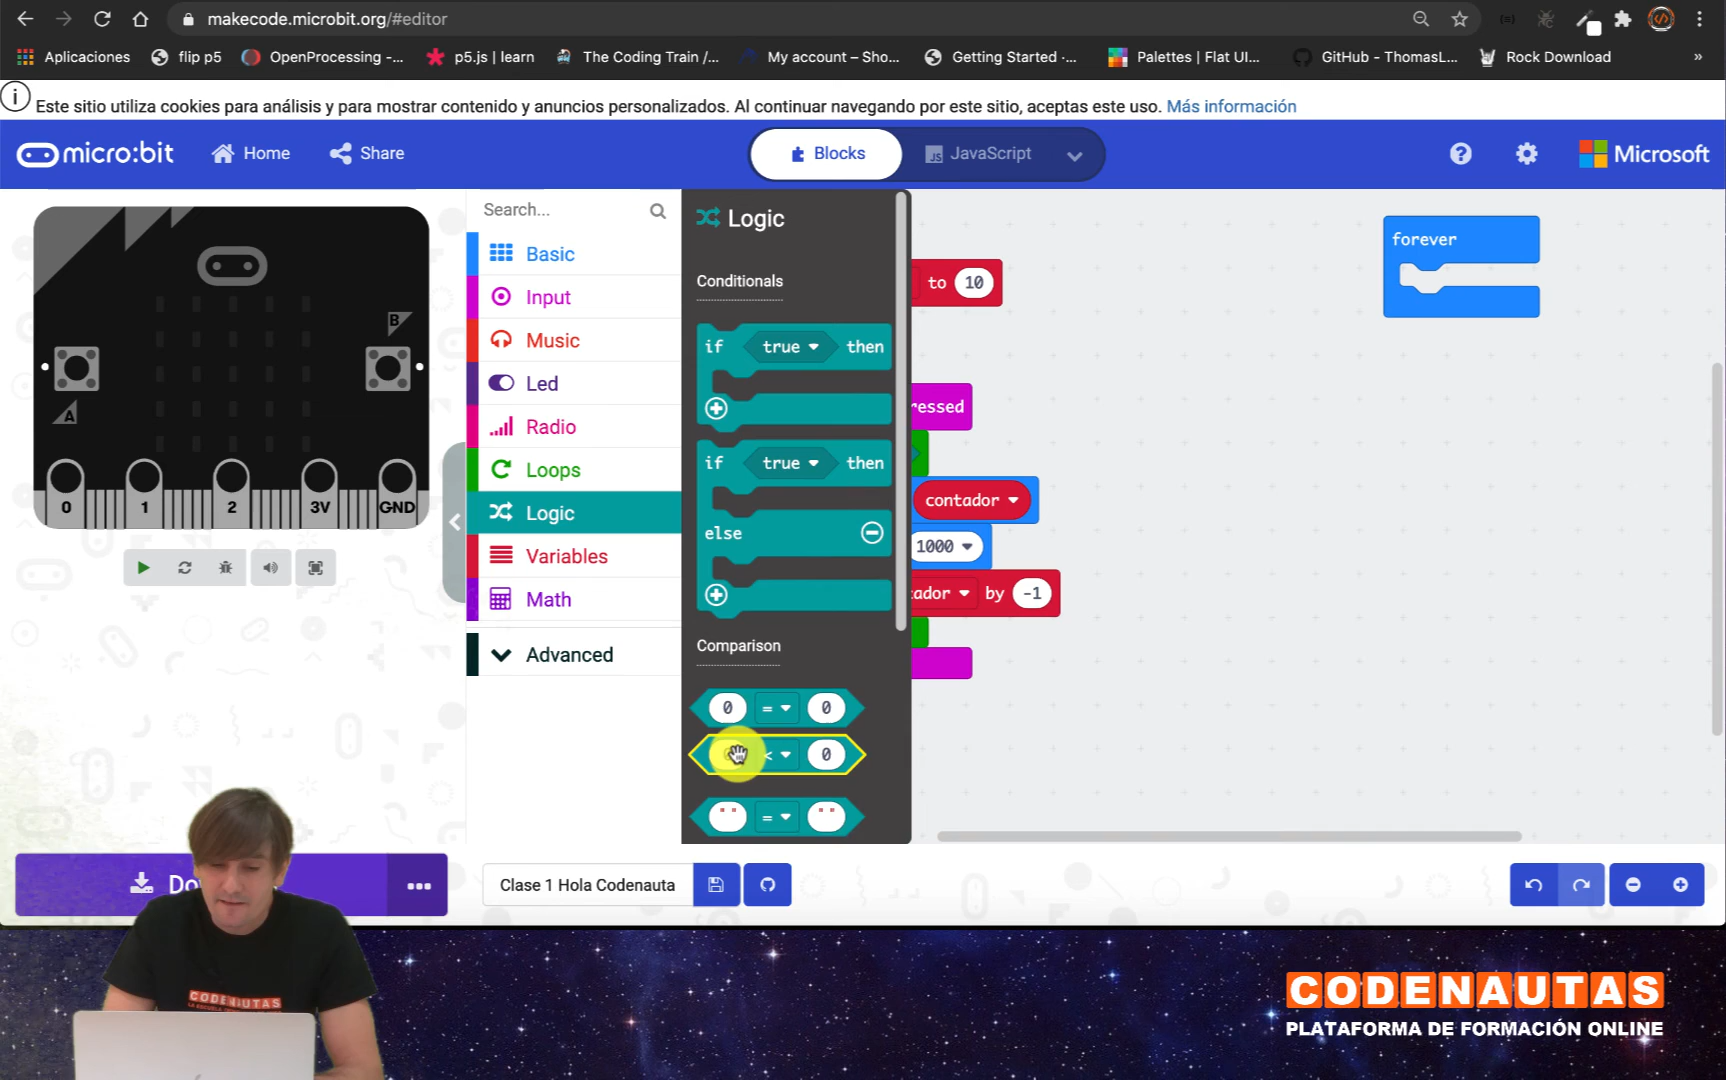 makecode.microbit.org/#editor
Aplicaciones
flip p5
OpenProcessing -...
p5.js | learn
The Coding Train /...
My account – Sho...
Getting Started ·...
Palettes | Flat UI...
GitHub - ThomasL...
Rock Download
»
Este sitio utiliza cookies para análisis y para mostrar contenido y anuncios personalizados. Al continuar navegando por este sitio, aceptas este uso. Más información
micro:bit
Home
Share
Blocks
JS JavaScript
Microsoft
A
B
0 1 2 3V GND
Search...
Basic
Input
Music
Led
Radio
Loops
Logic
Variables
Math
Advanced
Logic
Conditionals
if true then
if true then
else
Comparison
0 = 0
< 0
" " = " "
to 10
ressed
contador
1000
ador by -1
forever
Do
Clase 1 Hola Codenauta
CODENAUTAS
CODENAUTAS
PLATAFORMA DE FORMACIÓN ONLINE